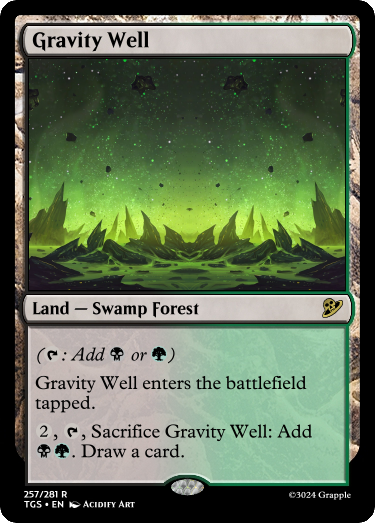 Gravity Well
Land — Swamp Forest
(: Add or )
Gravity Well enters the battlefield
tapped.
2 , , Sacrifice Gravity Well: Add
. Draw a card.
257/281 R
TGS • EN Acidify Art
©3024 Grapple